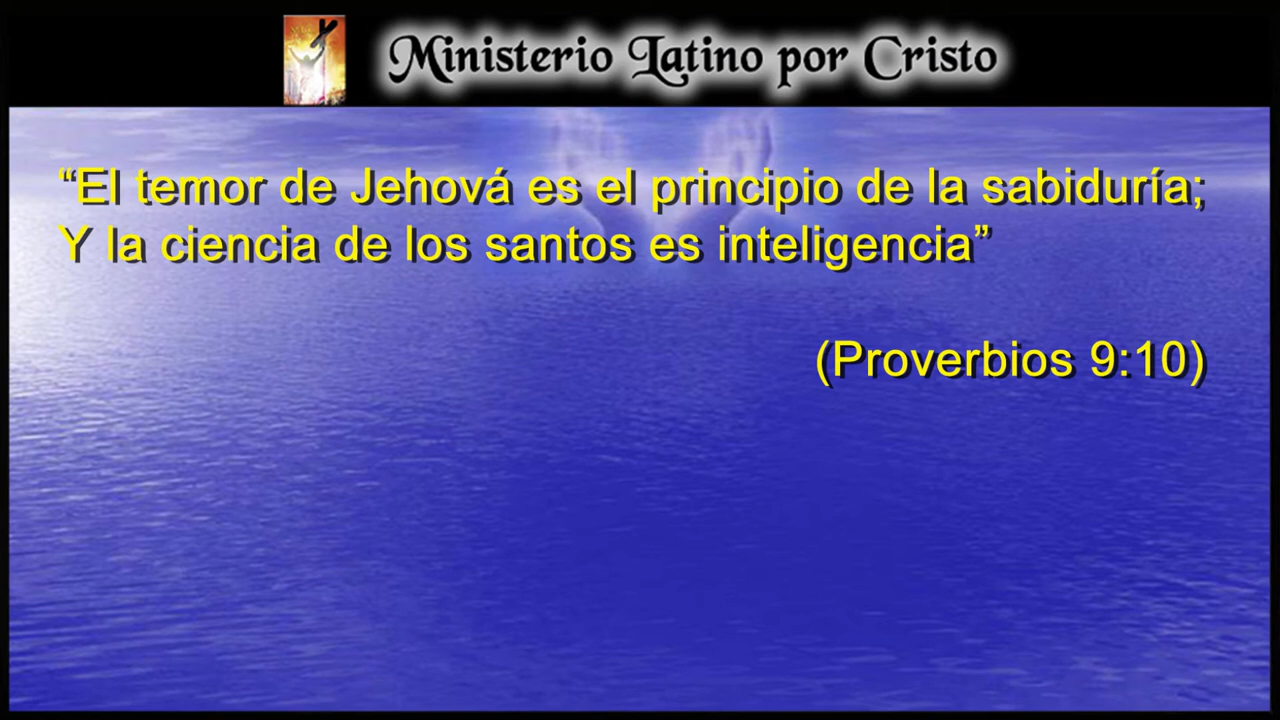 Ministerio Latino por Cristo
“El temor de Jehová es el principio de la sabiduría;
Y la ciencia de los santos es inteligencia”
(Proverbios 9:10)